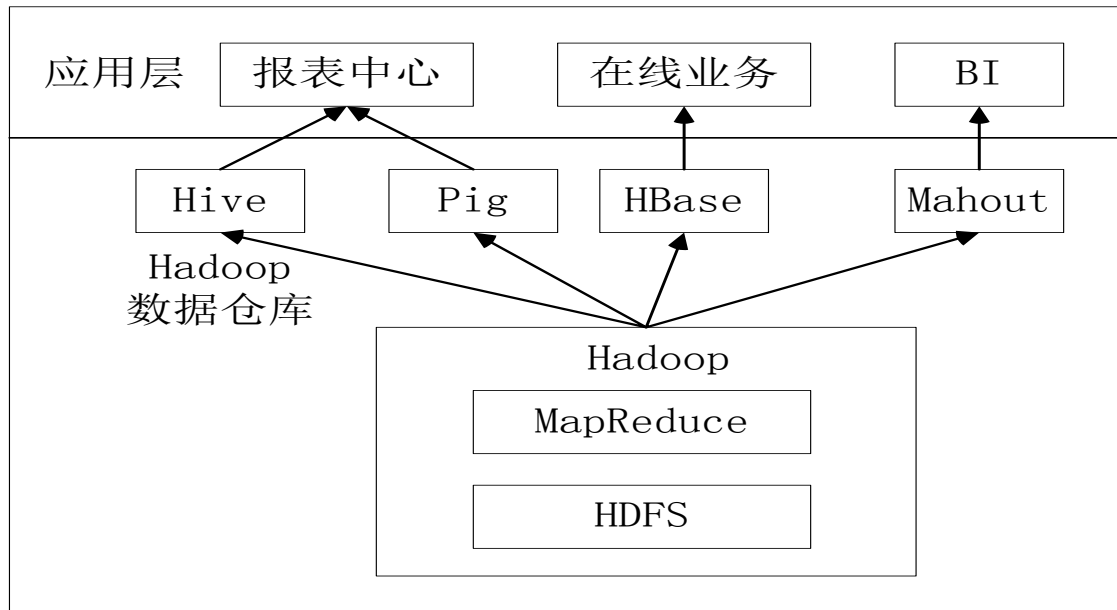 应用层 报表中心 在线业务 BI
Hive Pig HBase Mahout
Hadoop
数据仓库
Hadoop
MapReduce
HDFS